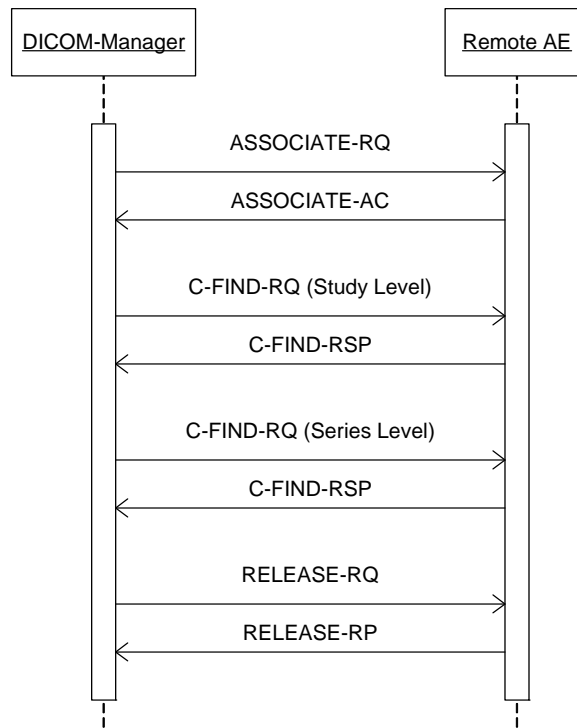 DICOM-Manager
Remote AE
ASSOCIATE-RQ
ASSOCIATE-AC
C-FIND-RQ (Study Level)
C-FIND-RSP
C-FIND-RQ (Series Level)
C-FIND-RSP
RELEASE-RQ
RELEASE-RP